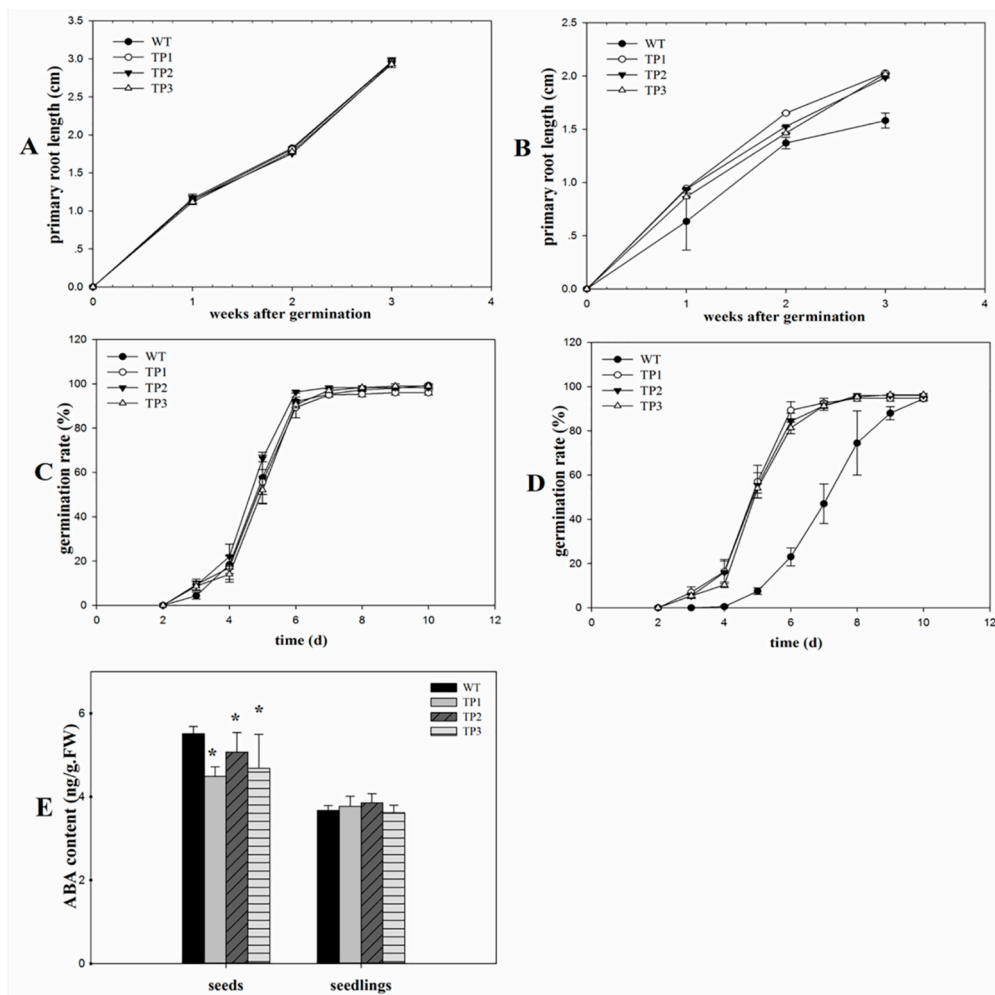 A
primary root length (cm)
3.5
3.0
2.5
2.0
1.5
1.0
.5
0.0
WT
TP1
TP2
TP3
0 1 2 3 4
weeks after germination
B
primary root length (cm)
2.5
2.0
1.5
1.0
.5
0.0
WT
TP1
TP2
TP3
0 1 2 3 4
weeks after germination
C
germination rate (%)
120
100
80
60
40
20
0
WT
TP1
TP2
TP3
0 2 4 6 8 10 12
time (d)
D
germination rate (%)
120
100
80
60
40
20
0
WT
TP1
TP2
TP3
0 2 4 6 8 10 12
time (d)
E
ABA content (ng/g.FW)
6
4
2
0
WT
TP1
TP2
TP3
* * *
seeds seedlings